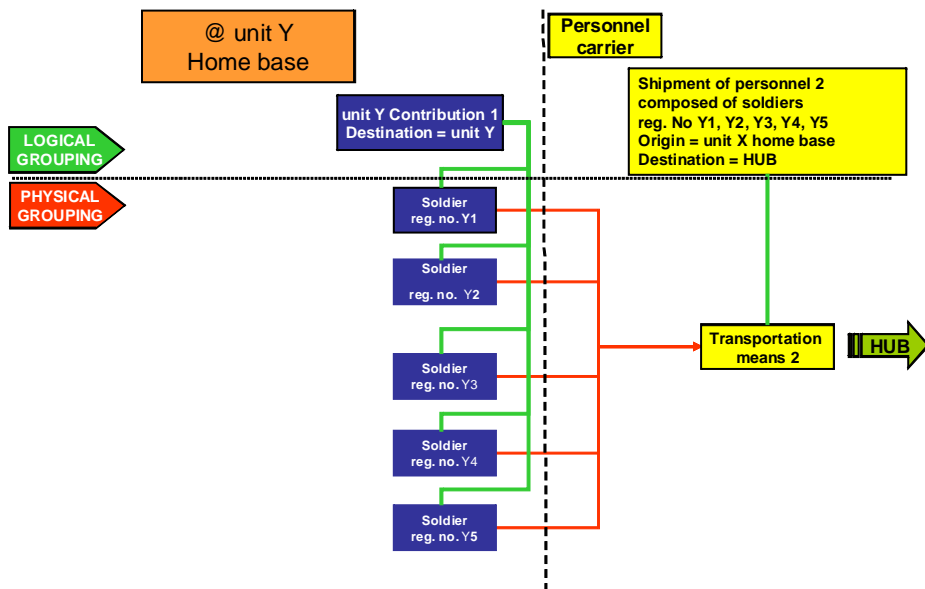 @ unit Y
Home base
Personnel
carrier
Shipment of personnel 2
composed of soldiers
reg. No Y1, Y2, Y3, Y4, Y5
Origin = unit X home base
Destination = HUB
unit Y Contribution 1
Destination = unit Y
LOGICAL
GROUPING
PHYSICAL
GROUPING
Soldier
reg. no. Y1
Soldier
reg. no. Y2
Soldier
reg. no. Y3
Soldier
reg. no. Y4
Soldier
reg. no. Y5
Transportation
means 2
HUB